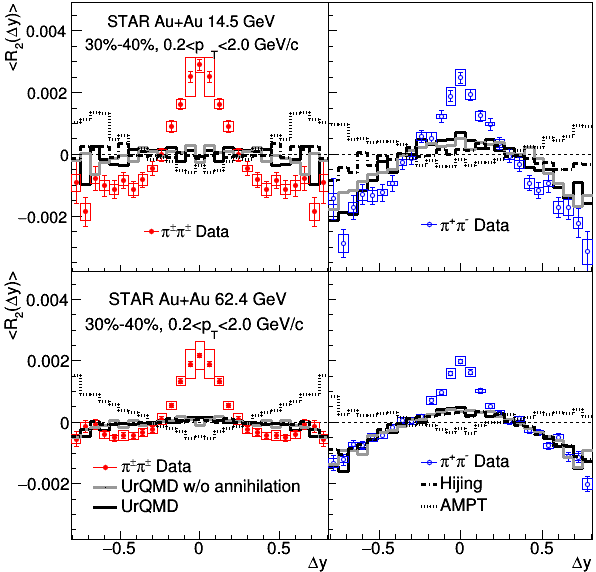 <R₂(Δy)>
0.004
0.002
0
−0.002
STAR Au+Au 14.5 GeV
30%-40%, 0.2<p_T<2.0 GeV/c
π±π± Data
π⁺π⁻ Data
<R₂(Δy)>
0.004
0.002
0
−0.002
STAR Au+Au 62.4 GeV
30%-40%, 0.2<p_T<2.0 GeV/c
π±π± Data
UrQMD w/o annihilation
UrQMD
π⁺π⁻ Data
Hijing
AMPT
−0.5 0 0.5 Δy
−0.5 0 0.5 Δy